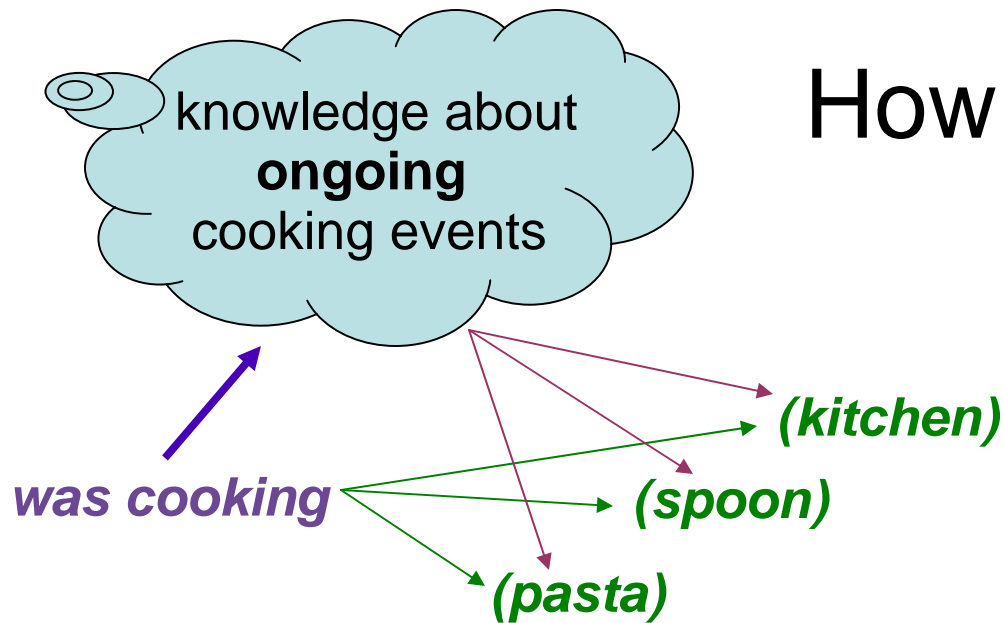 How
knowledge about
ongoing
cooking events
(kitchen)
was cooking
(spoon)
(pasta)